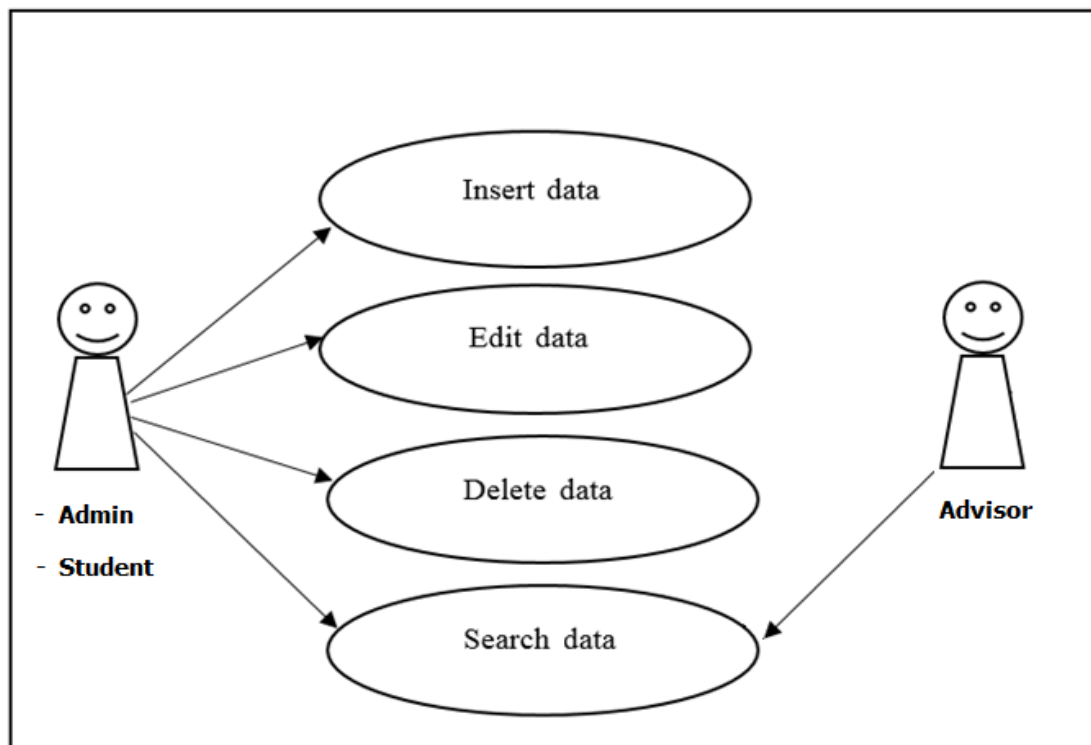 Insert data
Edit data
Delete data
Search data
- Admin
- Student
Advisor